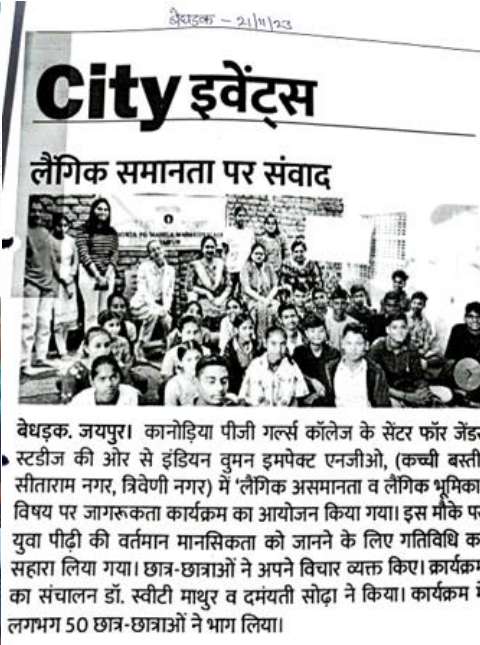 बेधड़क - 21/11/23
City इवेंट्स
लैंगिक समानता पर संवाद
बेधड़क. जयपुर। कानोड़िया पीजी गर्ल्स कॉलेज के सेंटर फॉर जेंडर
स्टडीज की ओर से इंडियन वुमन इमपेक्ट एनजीओ, (कच्ची बस्ती
सीताराम नगर, त्रिवेणी नगर) में 'लैंगिक असमानता व लैंगिक भूमिका
विषय पर जागरूकता कार्यक्रम का आयोजन किया गया। इस मौके पर
युवा पीढ़ी की वर्तमान मानसिकता को जानने के लिए गतिविधि का
सहारा लिया गया। छात्र-छात्राओं ने अपने विचार व्यक्त किए। कार्यक्रम
का संचालन डॉ. स्वीटी माथुर व दमंयती सोढ़ा ने किया। कार्यक्रम में
लगभग 50 छात्र-छात्राओं ने भाग लिया।